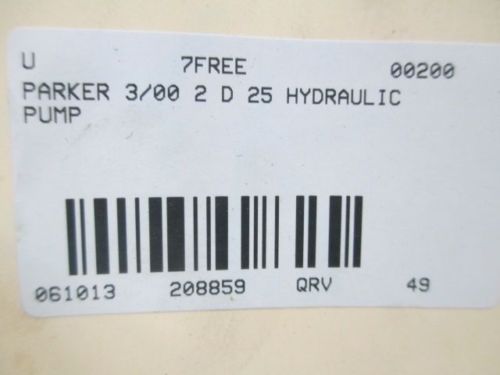 U 7FREE 00200
PARKER 3/00 2 D 25 HYDRAULIC
PUMP
061013 208859 QRV 49